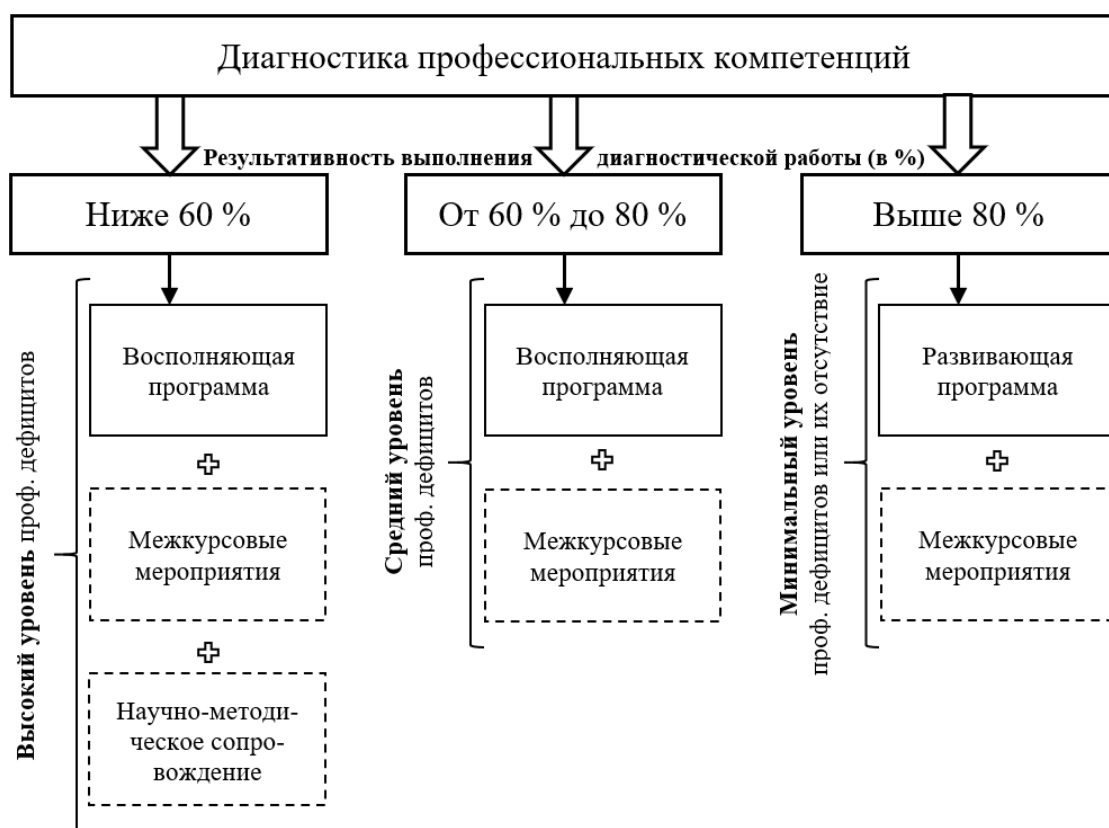 Диагностика профессиональных компетенций
Результативность выполнения диагностической работы (в %)
Ниже 60 %
От 60 % до 80 %
Выше 80 %
Высокий уровень проф. дефицитов
Восполняющая
программа
Межкурсовые
мероприятия
Научно-методи-
ческое сопро-
вождение
Средний уровень
проф. дефицитов
Восполняющая
программа
Межкурсовые
мероприятия
Минимальный уровень
проф. дефицитов или их отсутствие
Развивающая
программа
Межкурсовые
мероприятия